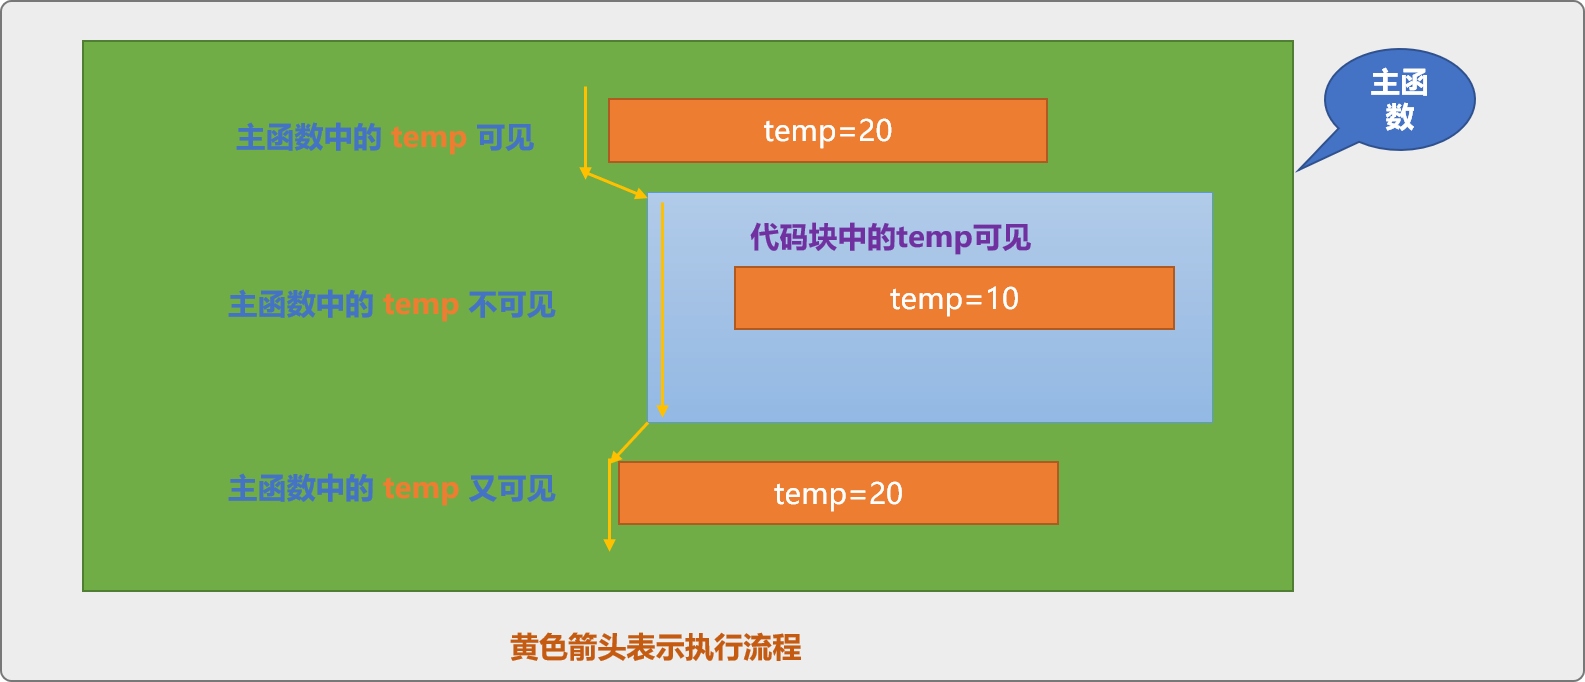 主函
数
主函数中的 temp 可见
temp=20
代码块中的temp可见
主函数中的 temp 不可见
temp=10
主函数中的 temp 又可见
temp=20
黄色箭头表示执行流程